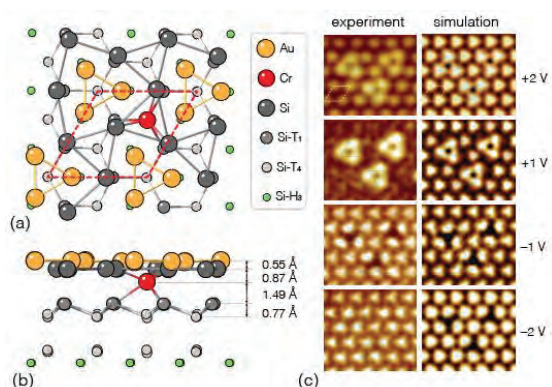 experiment
simulation
Au
Cr
Si
Si-T₁
Si-T₄
Si-H₃
+2 V
+1 V
−1 V
−2 V
0.55 Å
0.87 Å
1.49 Å
0.77 Å
(a)
(b)
(c)